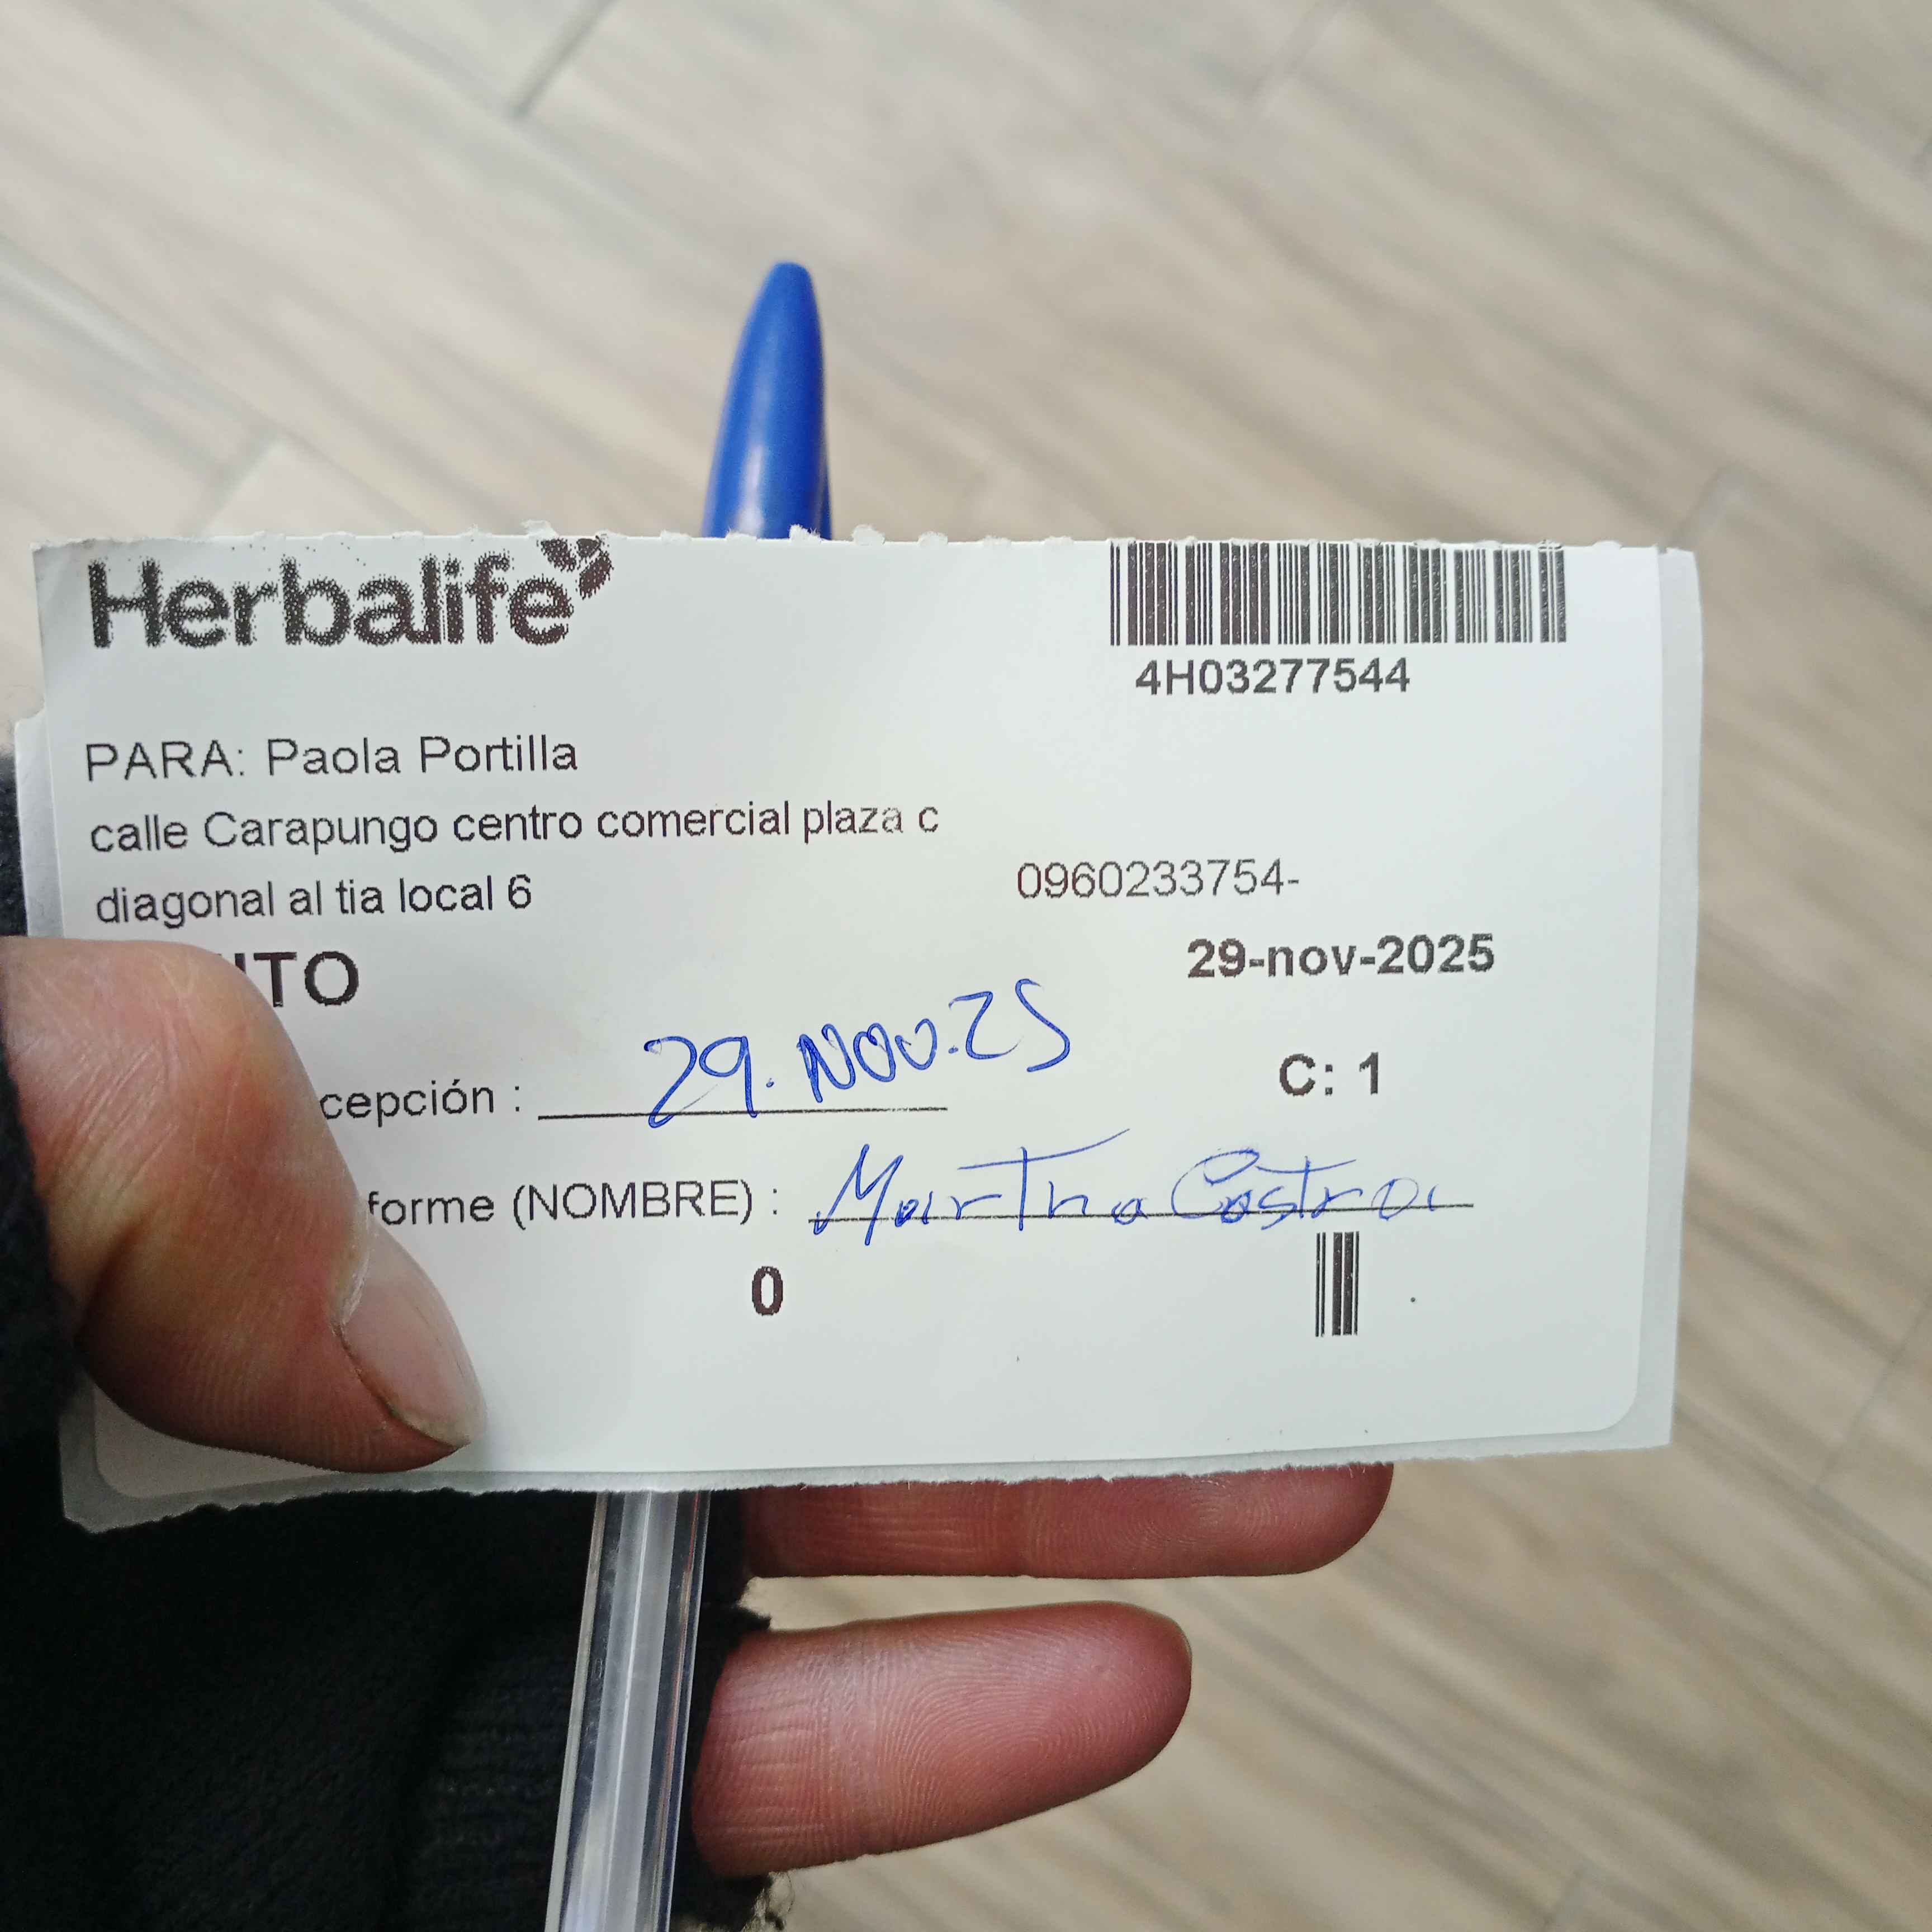 Herbalife
4H03277544
PARA: Paola Portilla
calle Carapungo centro comercial plaza c
diagonal al tia local 6
0960233754-
ITO
29-nov-2025
cepción : 29.NOV.25
C: 1
forme (NOMBRE) : Martha Castro
0